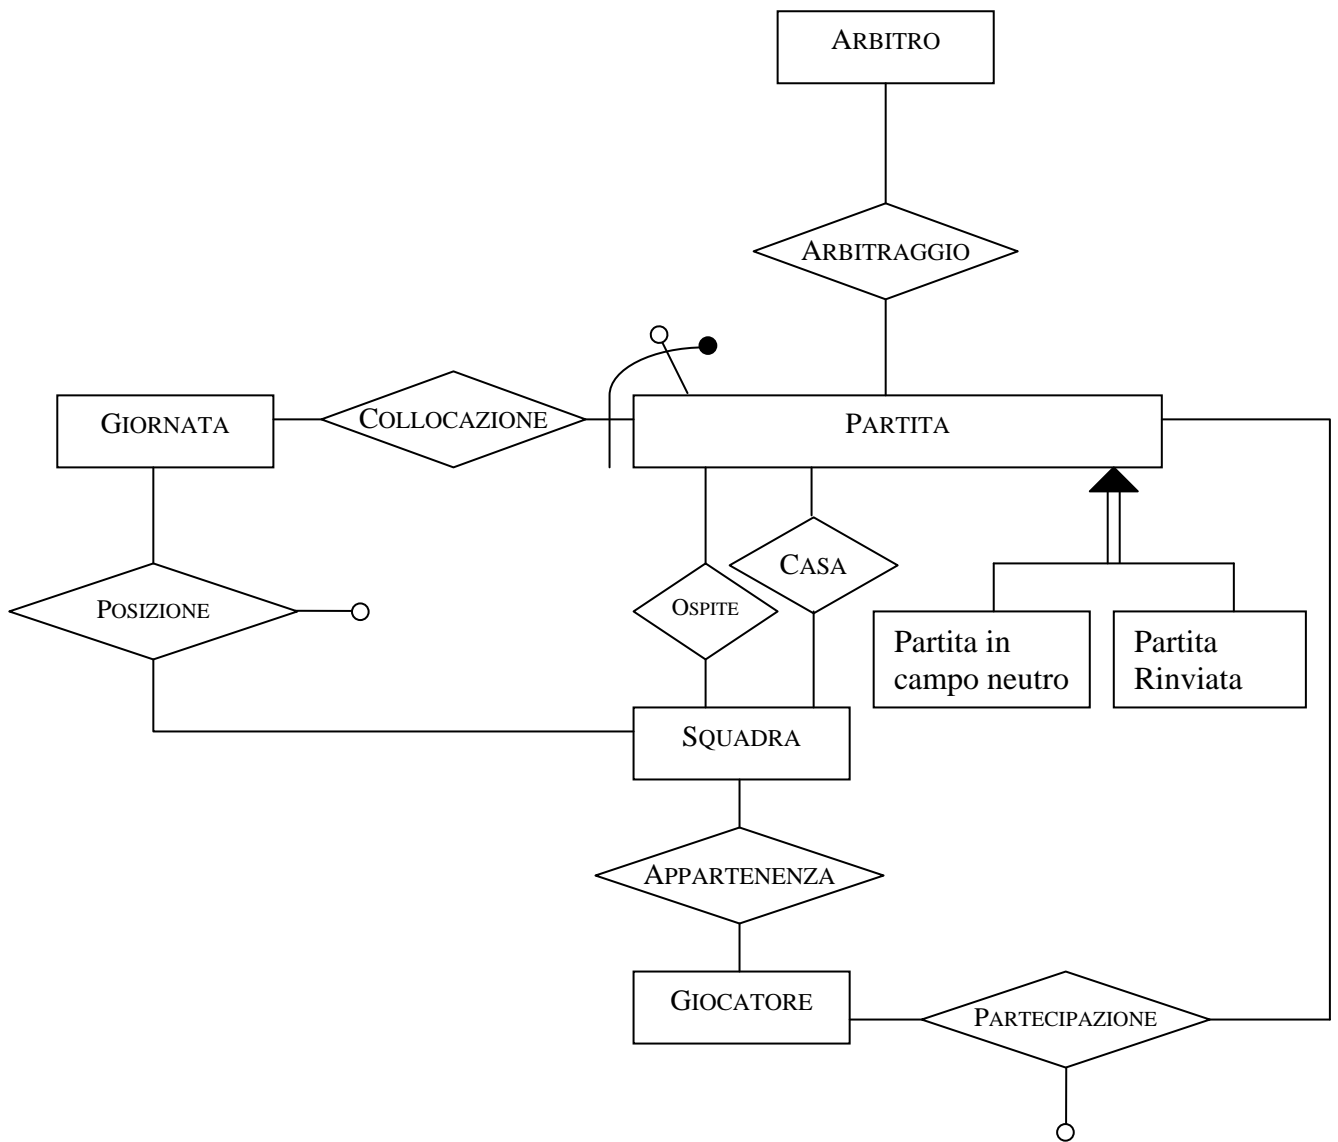 ARBITRO
ARBITRAGGIO
GIORNATA
COLLOCAZIONE
PARTITA
POSIZIONE
OSPITE
CASA
Partita in
campo neutro
Partita
Rinviata
SQUADRA
APPARTENENZA
GIOCATORE
PARTECIPAZIONE